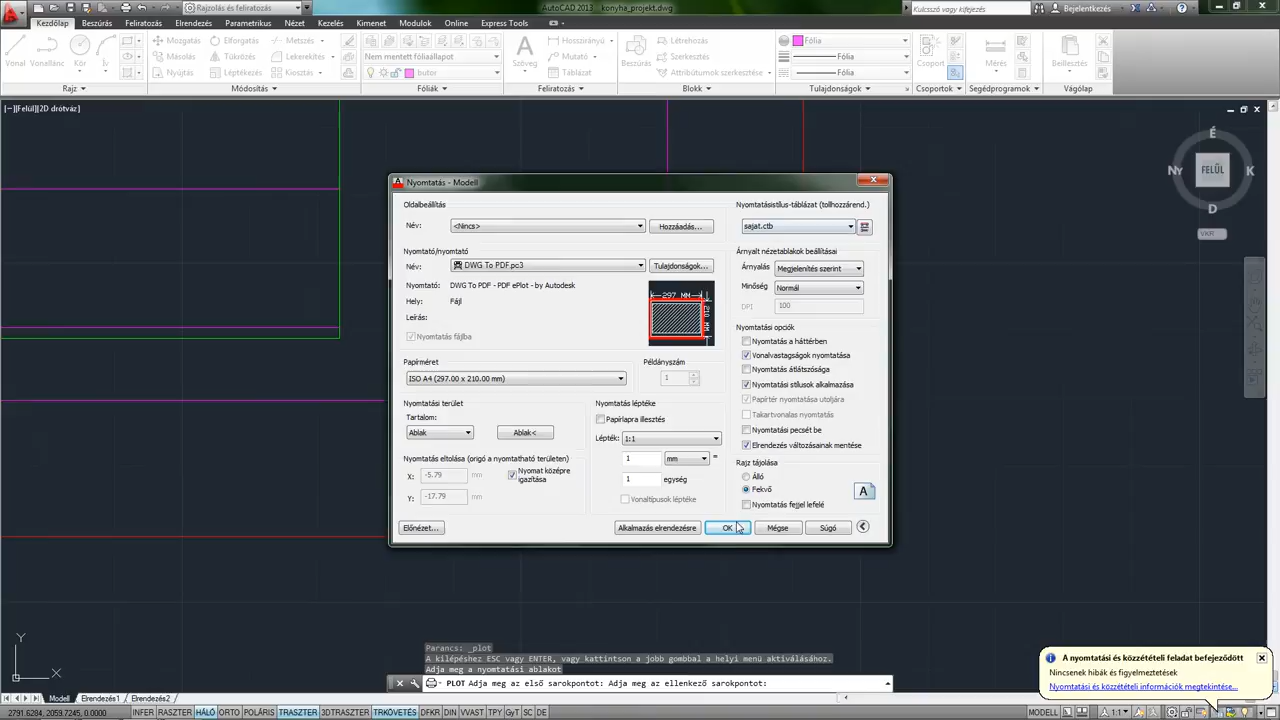 Rajzolás és feliratozás
AutoCAD 2013 konyha_projekt.dwg
Kulcsszó vagy kifejezés
Bejelentkezés
Kezdőlap Beszúrás Feliratozás Elrendezés Parametrikus Nézet Kezelés Kimenet Modulok Online Express Tools
Vonal Vonallánc Kör Ív
Mozgatás Elforgatás Metszés
Másolás Tükrözés Lekerekítés
Nyújtás Léptékezés Kiosztás
Nem mentett fóliaállapot
butor
Szöveg
Hosszirányú
Mutató
Táblázat
Beszúrás
Létrehozás
Szerkesztés
Attribútumok szerkesztése
Fólia
Fólia
Fólia
Csoport
Mérés
Beillesztés
Rajz Módosítás Fóliák Feliratozás Blokk Tulajdonságok Csoportok Segédprogramok Vágólap
[–][Felül][2D drótváz]
É
NY FELÜL K
D
VKR
Nyomtatás - Modell
Oldalbeállítás
Név: <Nincs> Hozzáadás...
Nyomtató/nyomtató
Név: DWG To PDF.pc3 Tulajdonságok...
Nyomtató: DWG To PDF - PDF ePlot - by Autodesk
Hely: Fájl
Leírás:
Nyomtatás fájlba
297 MM
210 MM
Papírméret
ISO A4 (297.00 x 210.00 mm)
Példányszám
1
Nyomtatási terület
Tartalom:
Ablak Ablak<
Nyomtatás léptéke
Papírlapra illesztés
Lépték: 1:1
1 mm =
1 egység
Vonaltípusok léptéke
Nyomtatás eltolása (origó a nyomtatható területen)
X: -5.79 mm
Nyomat középre
igazítása
Y: -17.79 mm
Nyomtatásistílus-táblázat (tollhozzárend.)
sajat.ctb
Árnyalt nézetablakok beállításai
Árnyalás Megjelenítés szerint
Minőség Normál
DPI 100
Nyomtatási opciók
Nyomtatás a háttérben
Vonalvastagságok nyomtatása
Nyomtatás átlátszósága
Nyomtatási stílusok alkalmazása
Papírtér nyomtatása utoljára
Takartvonalas nyomtatás
Nyomtatási pecsét be
Elrendezés változásainak mentése
Rajz tájolása
Álló
Fekvő
Nyomtatás fejjel lefelé
A
Előnézet... Alkalmazás elrendezésre OK Mégse Súgó
Y
X
Parancs: _plot
A kilépéshez ESC vagy ENTER, vagy kattintson a jobb gombbal a helyi menü aktiválásához.
Adja meg a nyomtatási ablakot
PLOT Adja meg az első sarokpontot: Adja meg az ellenkező sarokpontot:
A nyomtatási és közzétételi feladat befejeződött
Nincsenek hibák és figyelmeztetések
Nyomtatási és közzétételi információk megtekintése...
Modell Elrendezés1 Elrendezés2
2791.6284, 2059.7245, 0.0000 INFER RASZTER HÁLÓ ORTO POLÁRIS TRASZTER 3DTRASZTER TRKÖVETÉS DFKR DIN VVAST TPY GyT SC DE MODELL 1:1